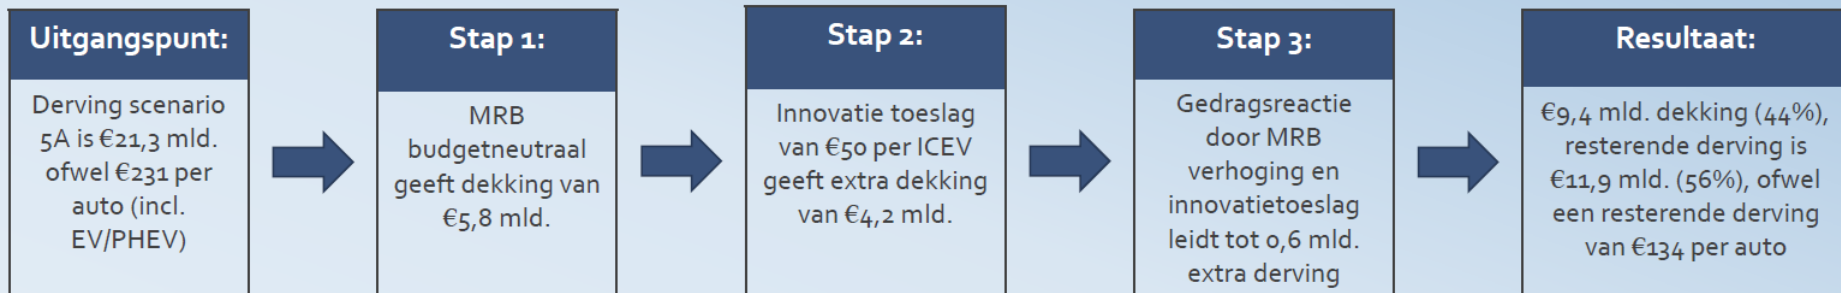 Uitgangspunt:
Derving scenario
5A is €21,3 mld.
ofwel €231 per
auto (incl.
EV/PHEV)
Stap 1:
MRB
budgetneutraal
geeft dekking van
€5,8 mld.
Stap 2:
Innovatie toeslag
van €50 per ICEV
geeft extra dekking
van €4,2 mld.
Stap 3:
Gedragsreactie
door MRB
verhoging en
innovatietoeslag
leidt tot 0,6 mld.
extra derving
Resultaat:
€9,4 mld. dekking (44%),
resterende derving is
€11,9 mld. (56%), ofwel
een resterende derving
van €134 per auto